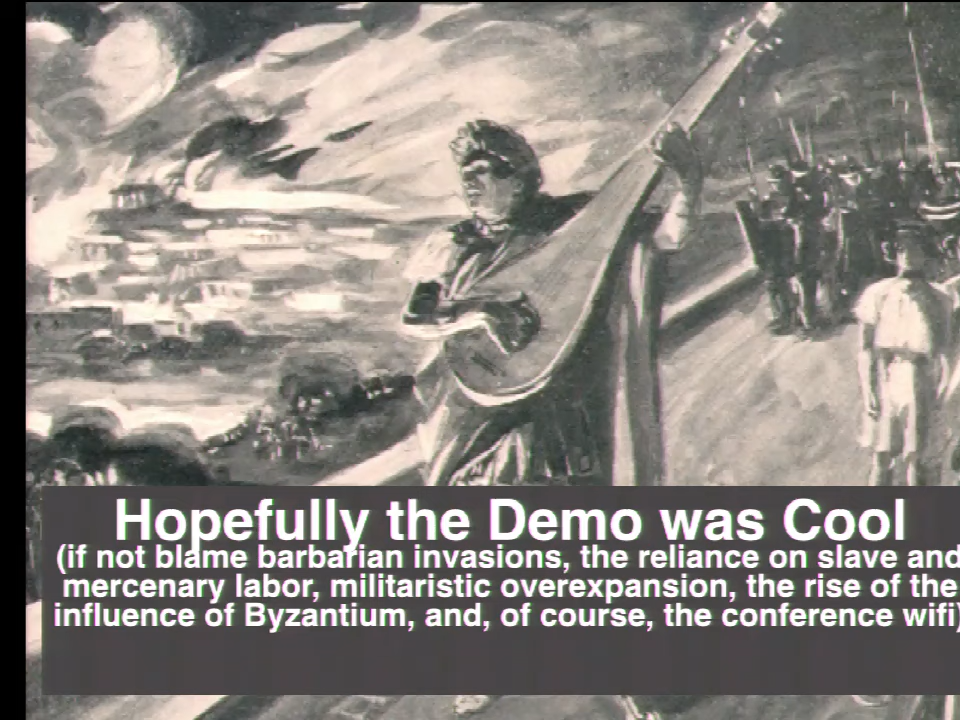 Hopefully the Demo was Cool
(if not blame barbarian invasions, the reliance on slave and
mercenary labor, militaristic overexpansion, the rise of the
influence of Byzantium, and, of course, the conference wifi)